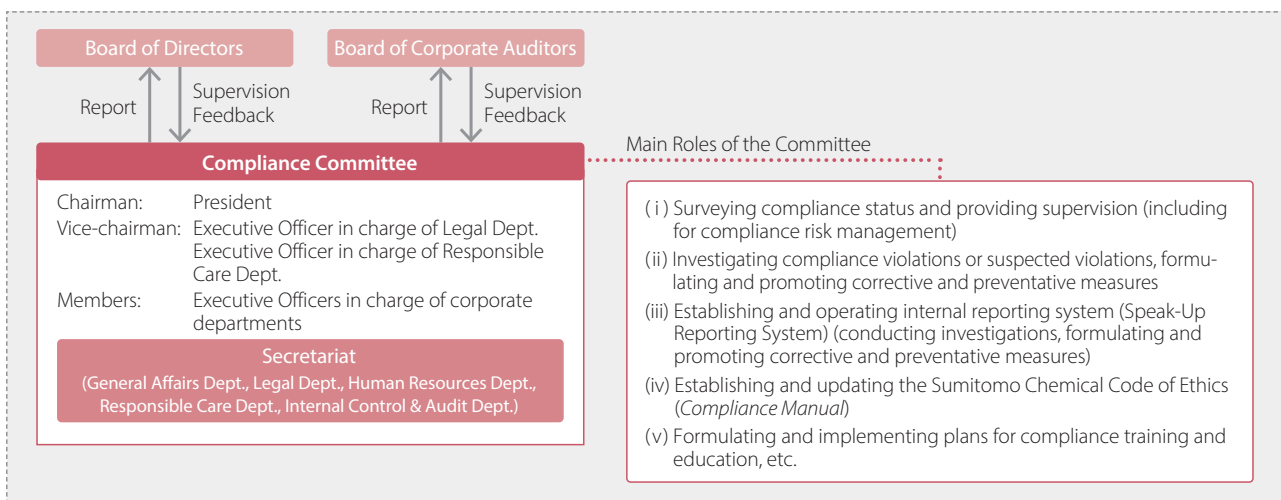 Board of Directors
Board of Corporate Auditors
Report
Supervision
Feedback
Report
Supervision
Feedback
Compliance Committee
Chairman: President
Vice-chairman: Executive Officer in charge of Legal Dept.
Executive Officer in charge of Responsible
Care Dept.
Members: Executive Officers in charge of corporate
departments
Secretariat
(General Affairs Dept., Legal Dept., Human Resources Dept.,
Responsible Care Dept., Internal Control & Audit Dept.)
Main Roles of the Committee
(i) Surveying compliance status and providing supervision (including
for compliance risk management)
(ii) Investigating compliance violations or suspected violations, formu-
lating and promoting corrective and preventative measures
(iii) Establishing and operating internal reporting system (Speak-Up
Reporting System) (conducting investigations, formulating and
promoting corrective and preventative measures)
(iv) Establishing and updating the Sumitomo Chemical Code of Ethics
(Compliance Manual)
(v) Formulating and implementing plans for compliance training and
education, etc.